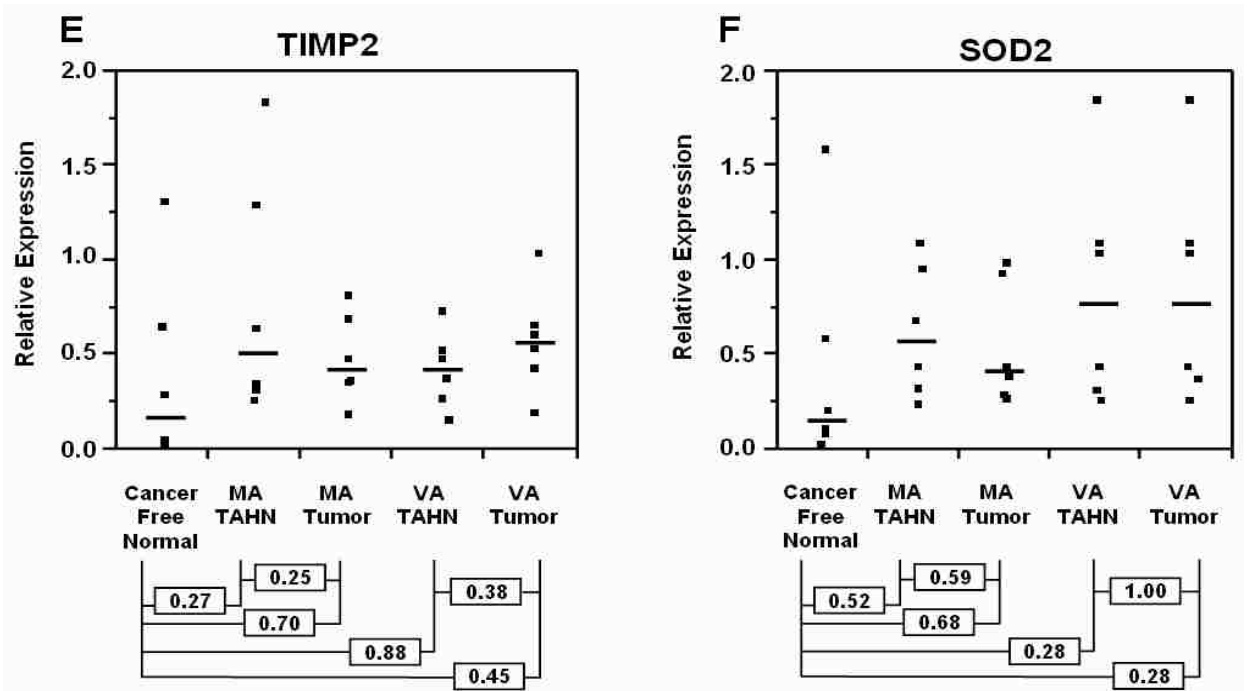 E
TIMP2
2.0
1.5
1.0
0.5
0.0
Relative Expression
Cancer Free Normal
MA TAHN
MA Tumor
VA TAHN
VA Tumor
0.25
0.27
0.38
0.70
0.88
0.45
F
SOD2
2.0
1.5
1.0
0.5
0.0
Relative Expression
Cancer Free Normal
MA TAHN
MA Tumor
VA TAHN
VA Tumor
0.59
0.52
1.00
0.68
0.28
0.28